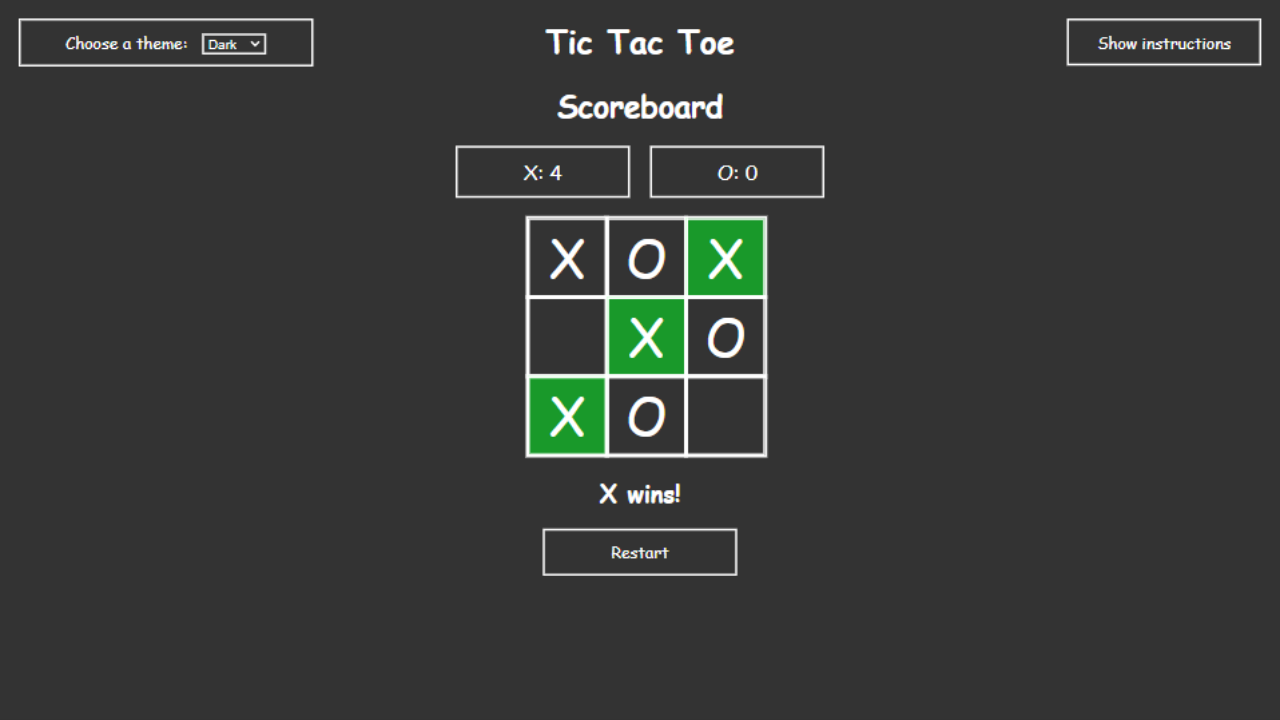 Choose a theme: Dark
Tic Tac Toe
Show instructions
Scoreboard
X: 4
O: 0
X O X
X O
X O
X wins!
Restart